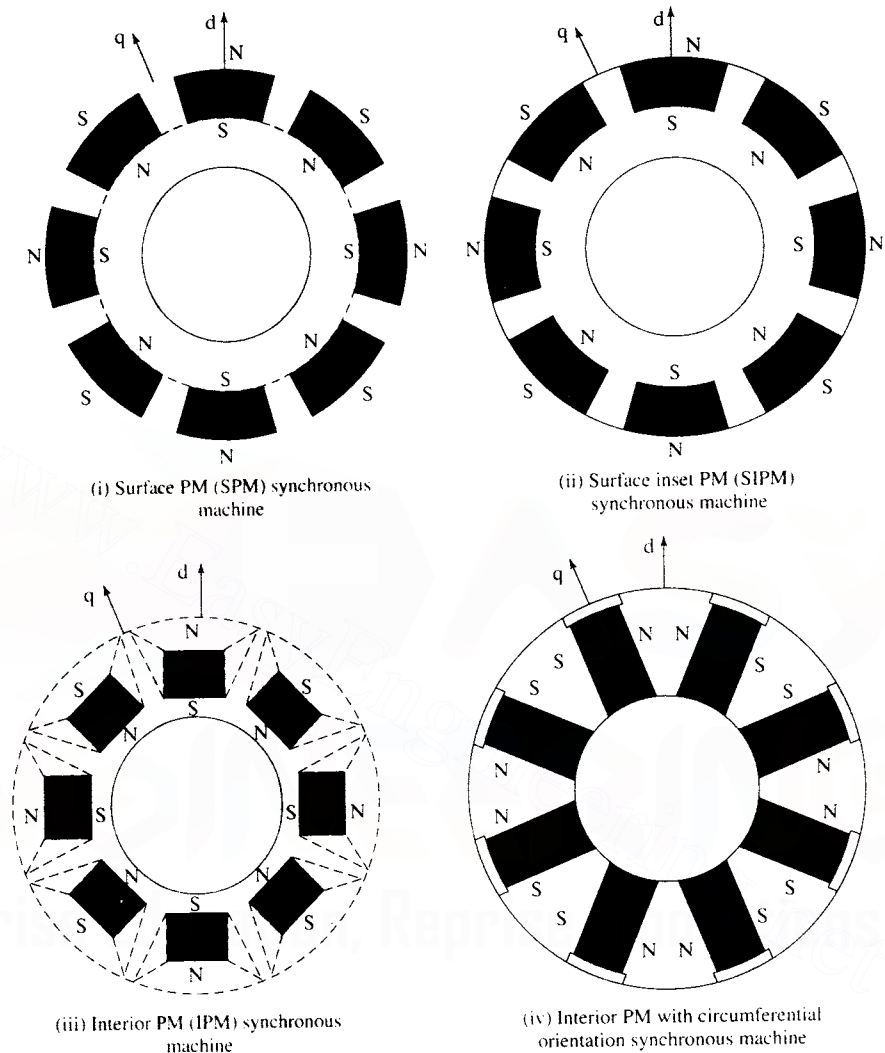 d
q
N
S S
S
N N
N S S N
N N
S
S S
N
(i) Surface PM (SPM) synchronous
machine
d
q
N
S S
S
N N
N S S N
N N
S
S S
N
(ii) Surface inset PM (SIPM)
synchronous machine
d
q
N
S S
S
N N
N S S N
N N
S
S S
N
(iii) Interior PM (IPM) synchronous
machine
d
q
N N
S S
S S
N N
N N
S S
S S
N N
(iv) Interior PM with circumferential
orientation synchronous machine